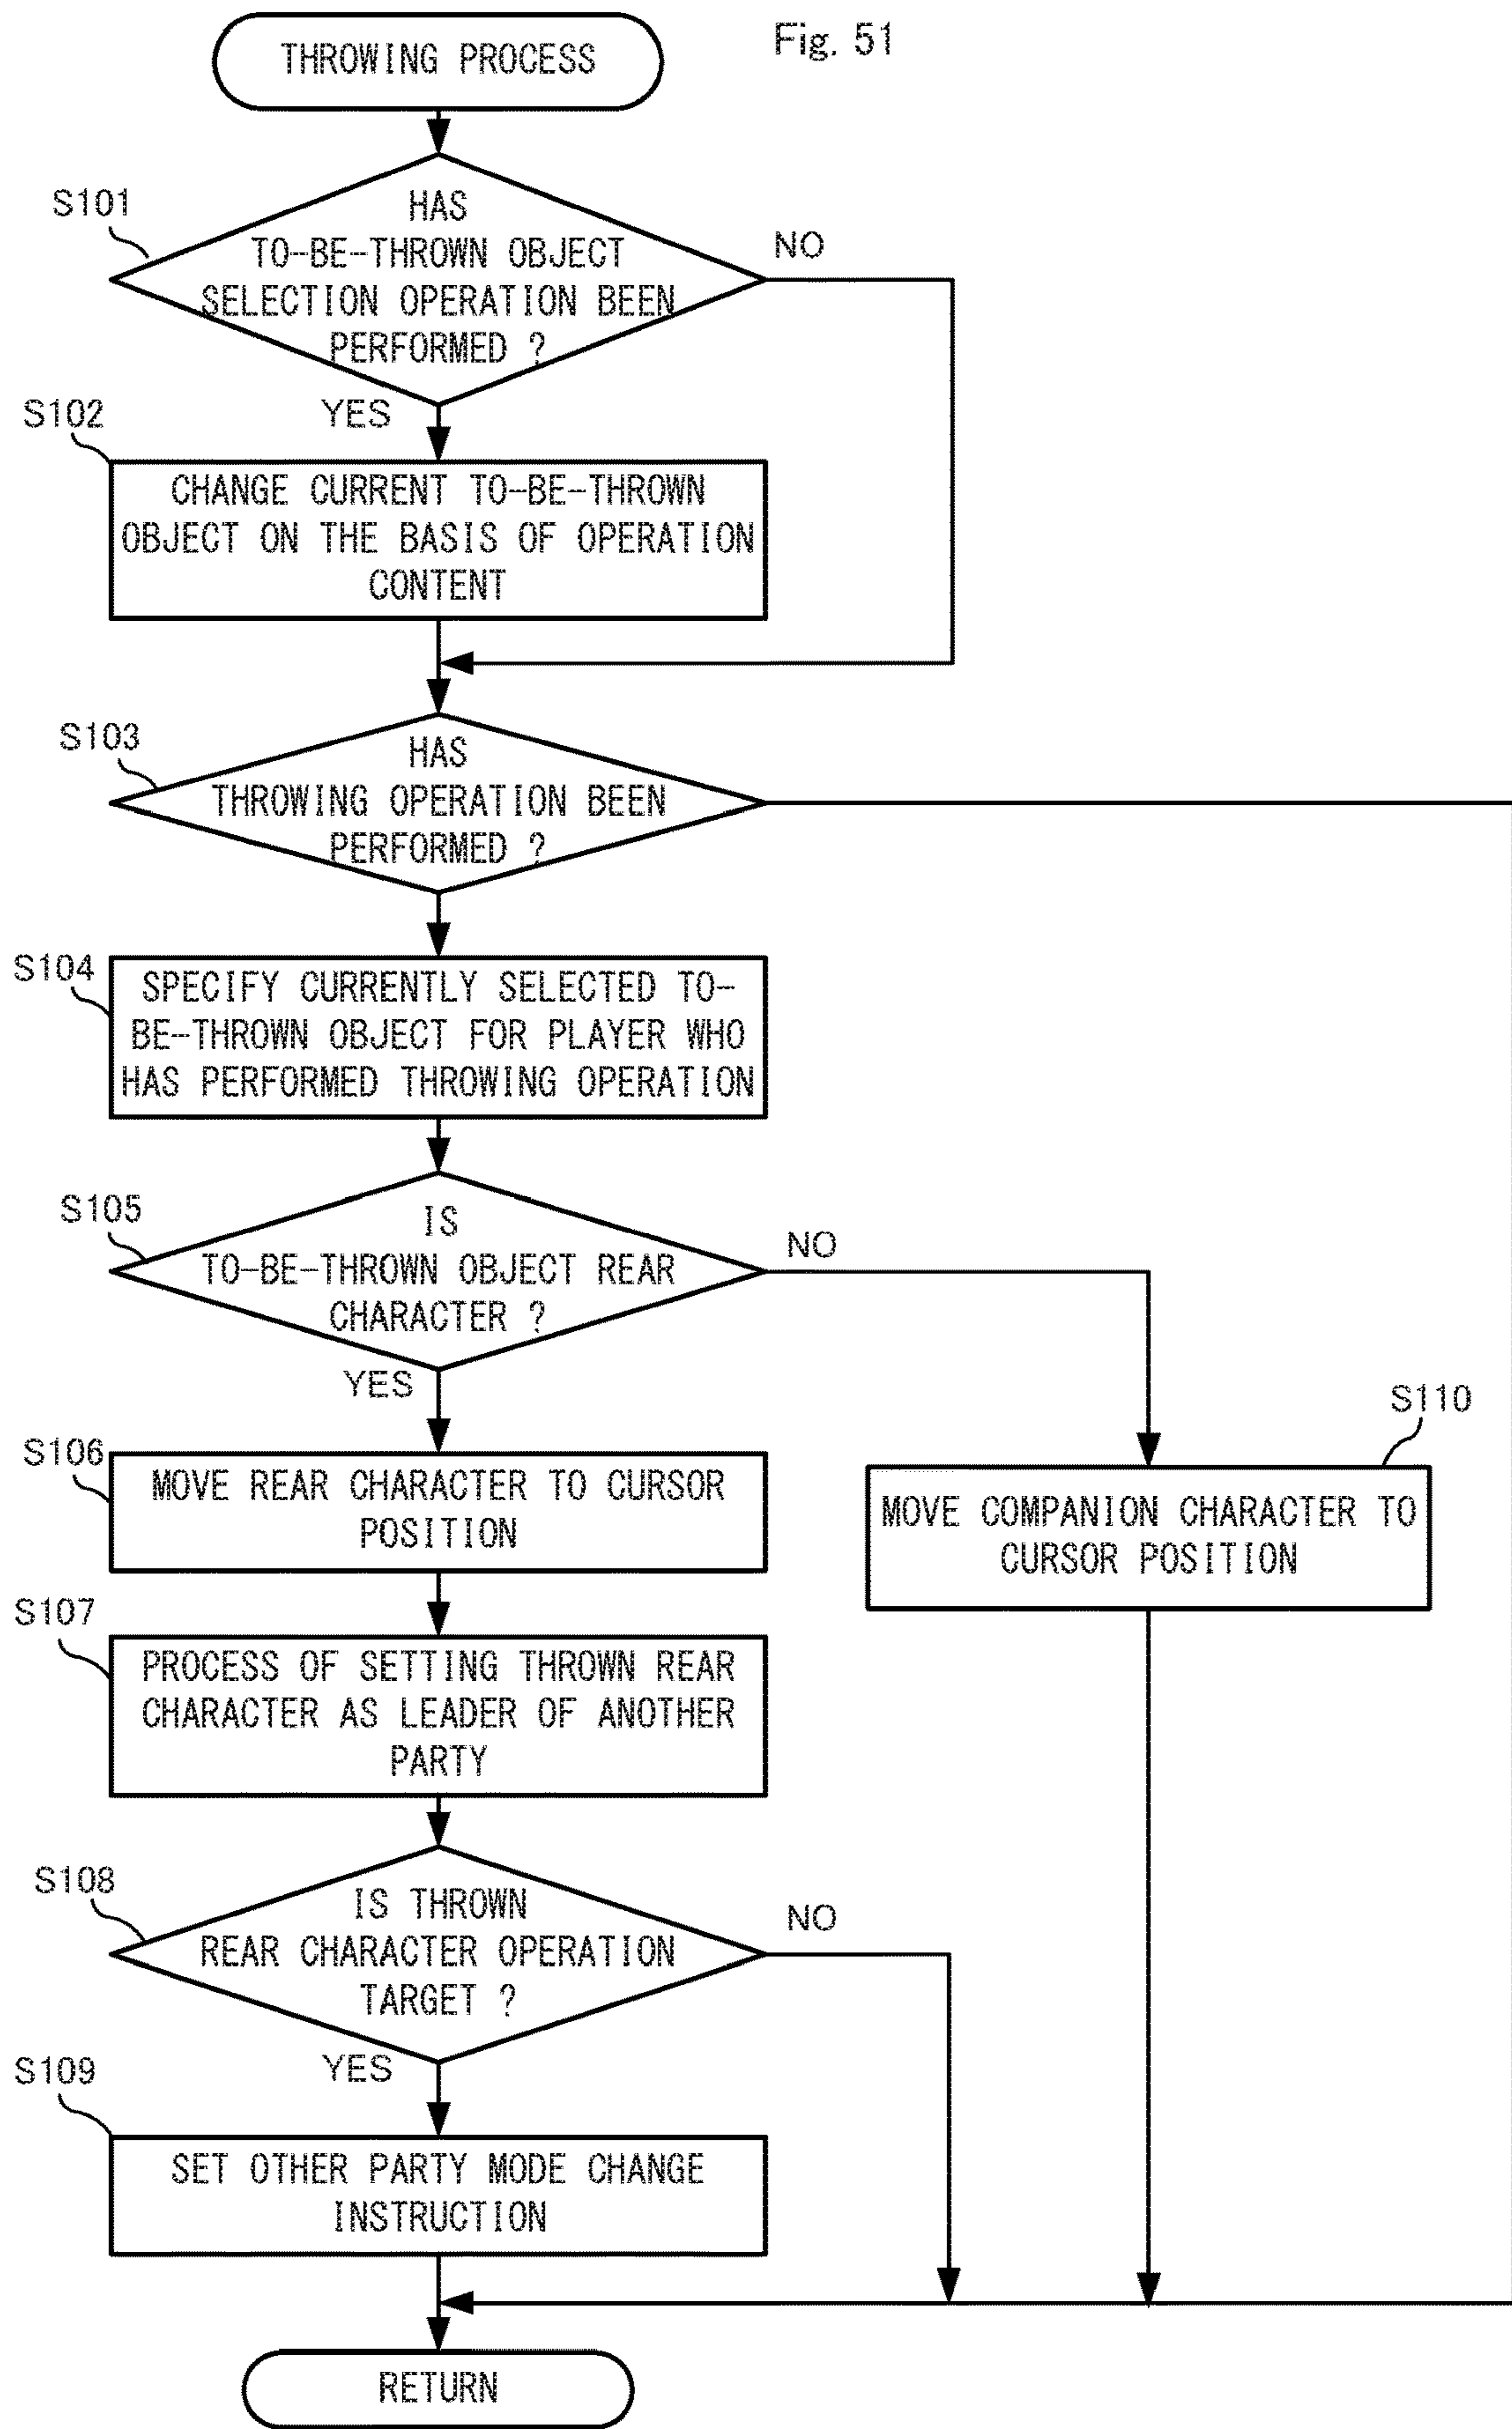 Fig. 51
THROWING PROCESS
S101
HAS
TO-BE-THROWN OBJECT
SELECTION OPERATION BEEN
PERFORMED ?
NO
YES
S102
CHANGE CURRENT TO-BE-THROWN
OBJECT ON THE BASIS OF OPERATION
CONTENT
S103
HAS
THROWING OPERATION BEEN
PERFORMED ?
S104
SPECIFY CURRENTLY SELECTED TO-
BE-THROWN OBJECT FOR PLAYER WHO
HAS PERFORMED THROWING OPERATION
S105
IS
TO-BE-THROWN OBJECT REAR
CHARACTER ?
NO
YES
S106
MOVE REAR CHARACTER TO CURSOR
POSITION
S110
MOVE COMPANION CHARACTER TO
CURSOR POSITION
S107
PROCESS OF SETTING THROWN REAR
CHARACTER AS LEADER OF ANOTHER
PARTY
S108
IS THROWN
REAR CHARACTER OPERATION
TARGET ?
NO
YES
S109
SET OTHER PARTY MODE CHANGE
INSTRUCTION
RETURN